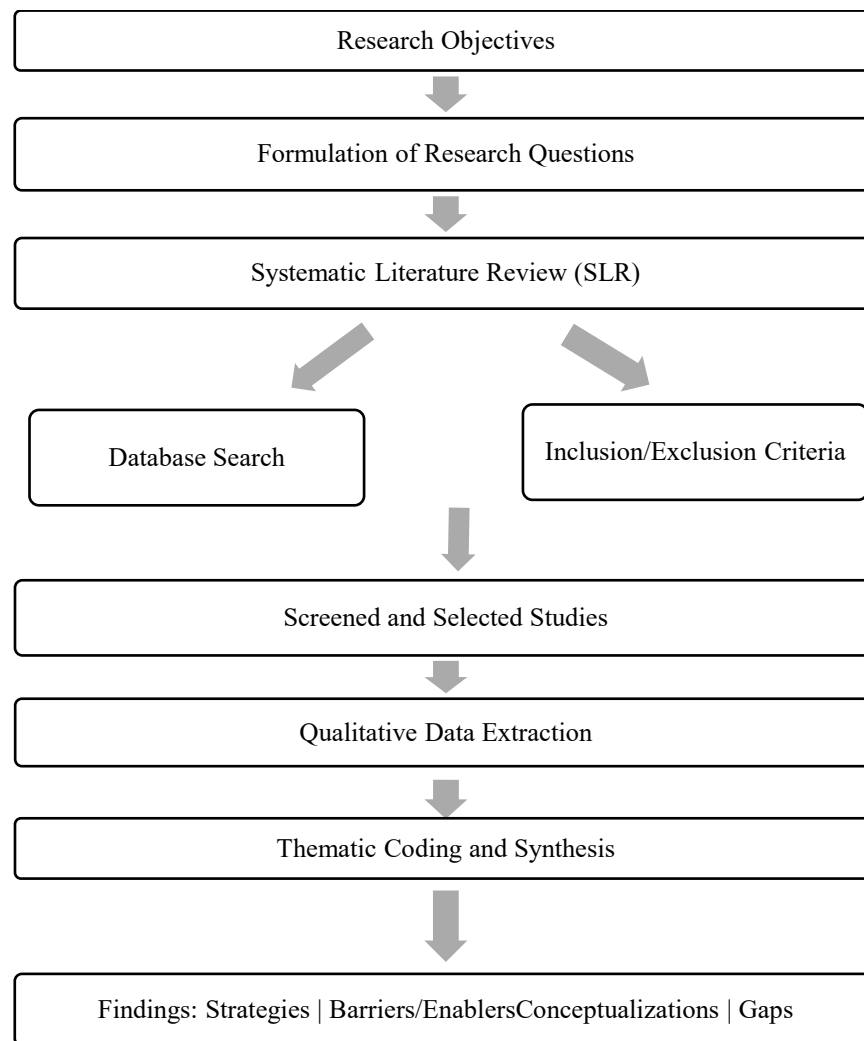 Research Objectives
Formulation of Research Questions
Systematic Literature Review (SLR)
Database Search
Inclusion/Exclusion Criteria
Screened and Selected Studies
Qualitative Data Extraction
Thematic Coding and Synthesis
Findings: Strategies | Barriers/EnablersConceptualizations | Gaps